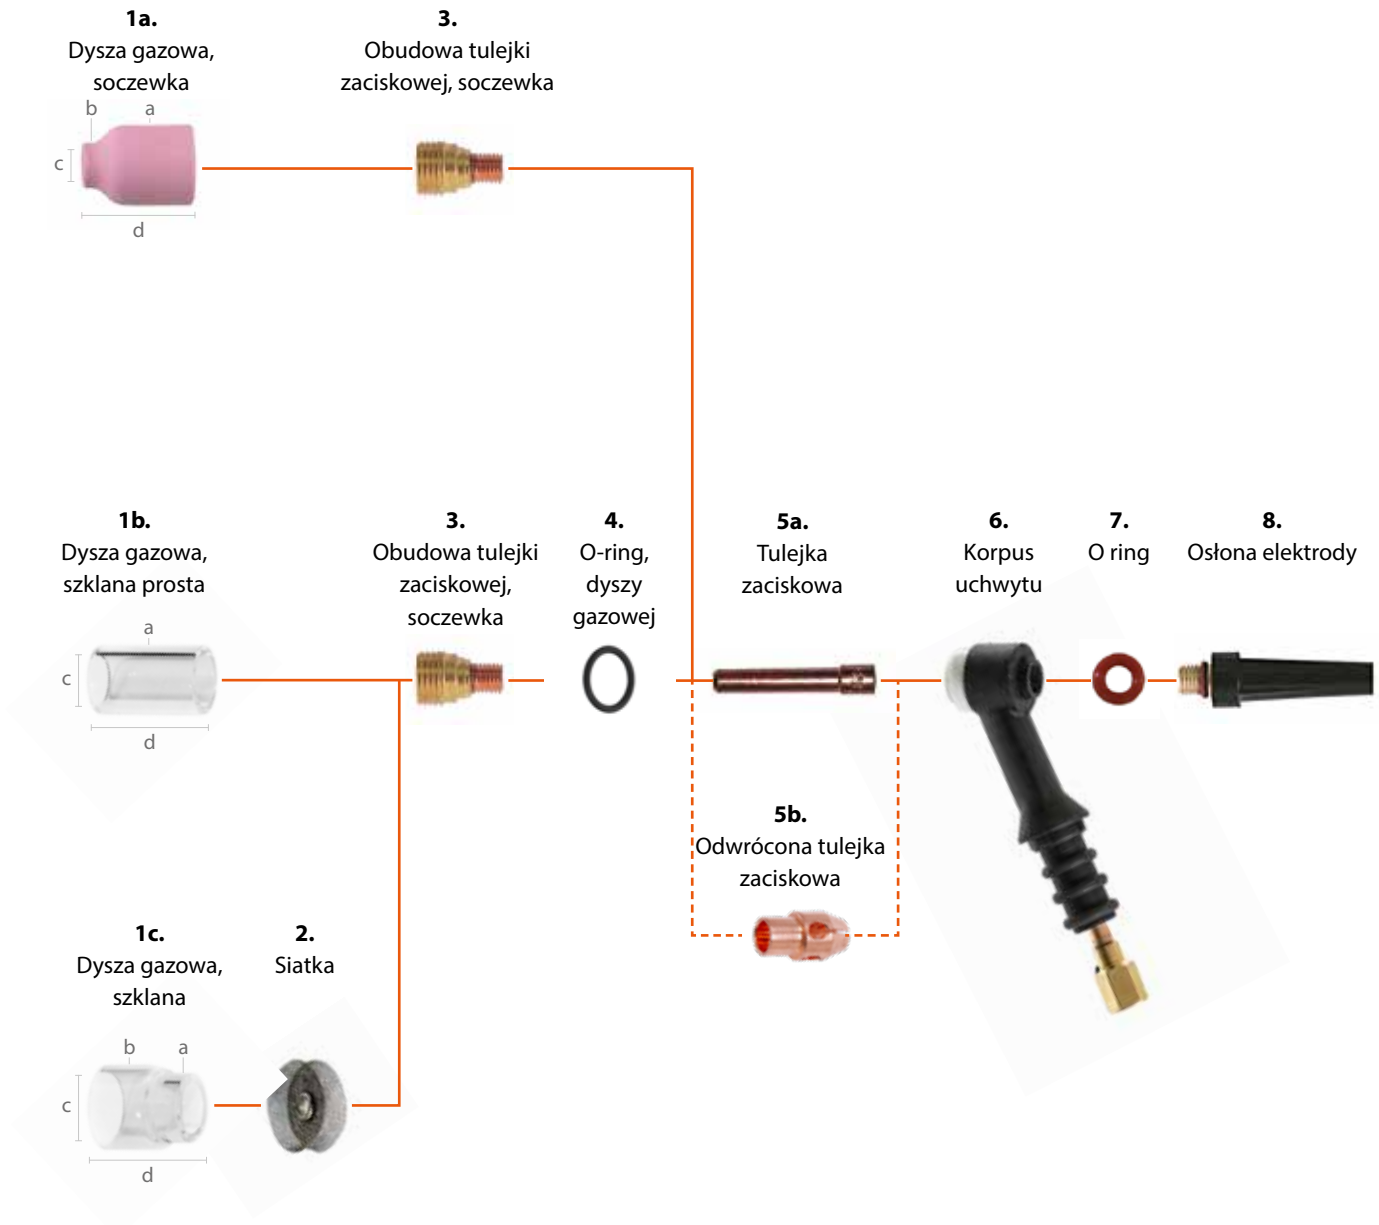 1a.
Dysza gazowa,
soczewka
b
a
c
d
3.
Obudowa tulejki
zaciskowej, soczewka
1b.
Dysza gazowa,
szklana prosta
a
c
d
3.
Obudowa tulejki
zaciskowej,
soczewka
4.
O-ring,
dyszy
gazowej
5a.
Tulejka
zaciskowa
6.
Korpus
uchwytu
7.
O ring
8.
Osłona elektrody
5b.
Odwrócona tulejka
zaciskowa
1c.
Dysza gazowa,
szklana
b
a
c
d
2.
Siatka